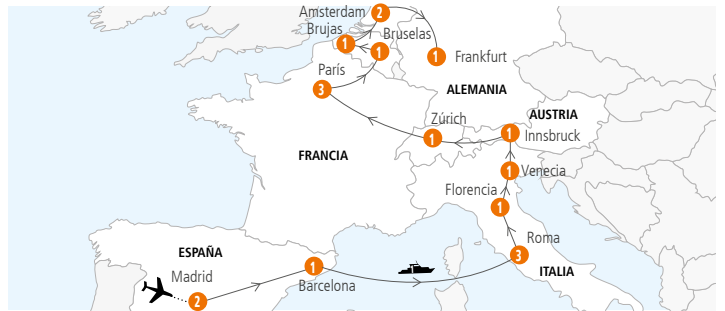 Amsterdam
2
Brujas
1
Bruselas
1
Frankfurt
1
París
3
ALEMANIA
AUSTRIA
Zúrich
1
1
Innsbruck
FRANCIA
1
Venecia
Florencia
1
Roma
3
ESPAÑA
Madrid
2
1
Barcelona
ITALIA